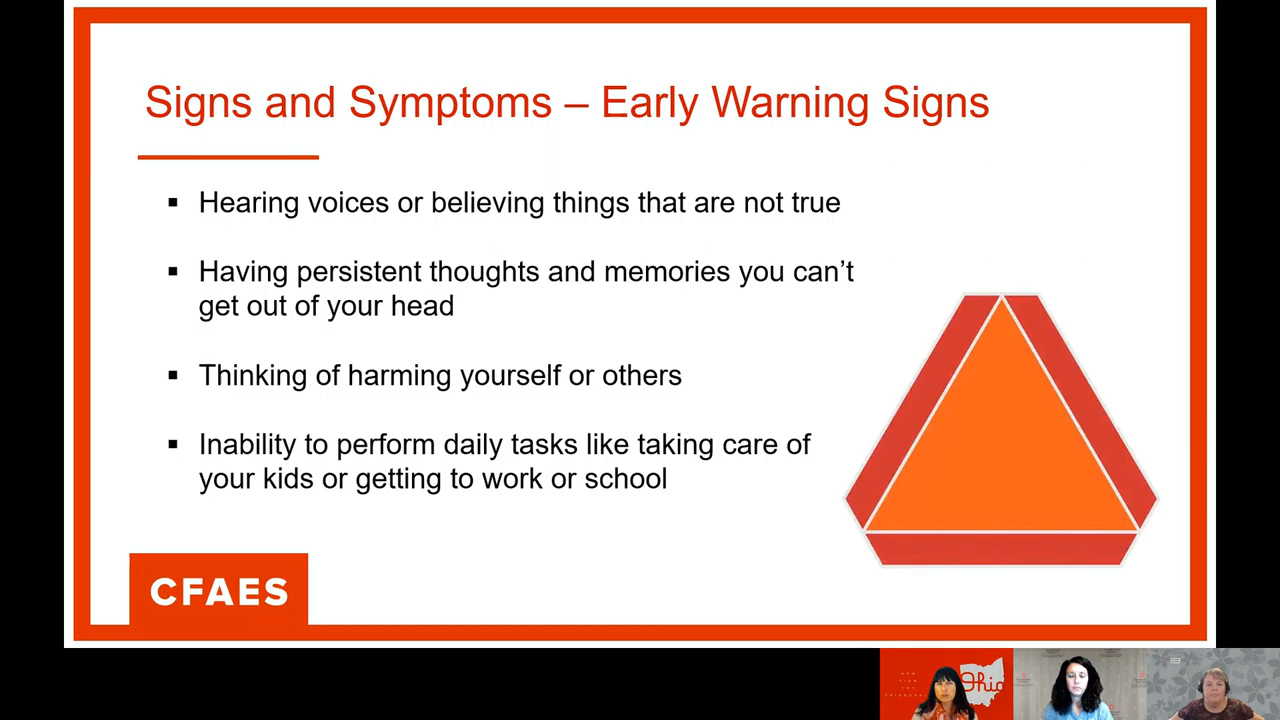 Signs and Symptoms – Early Warning Signs
▪ Hearing voices or believing things that are not true
▪ Having persistent thoughts and memories you can’t
get out of your head
▪ Thinking of harming yourself or others
▪ Inability to perform daily tasks like taking care of
your kids or getting to work or school
CFAES
Ohio